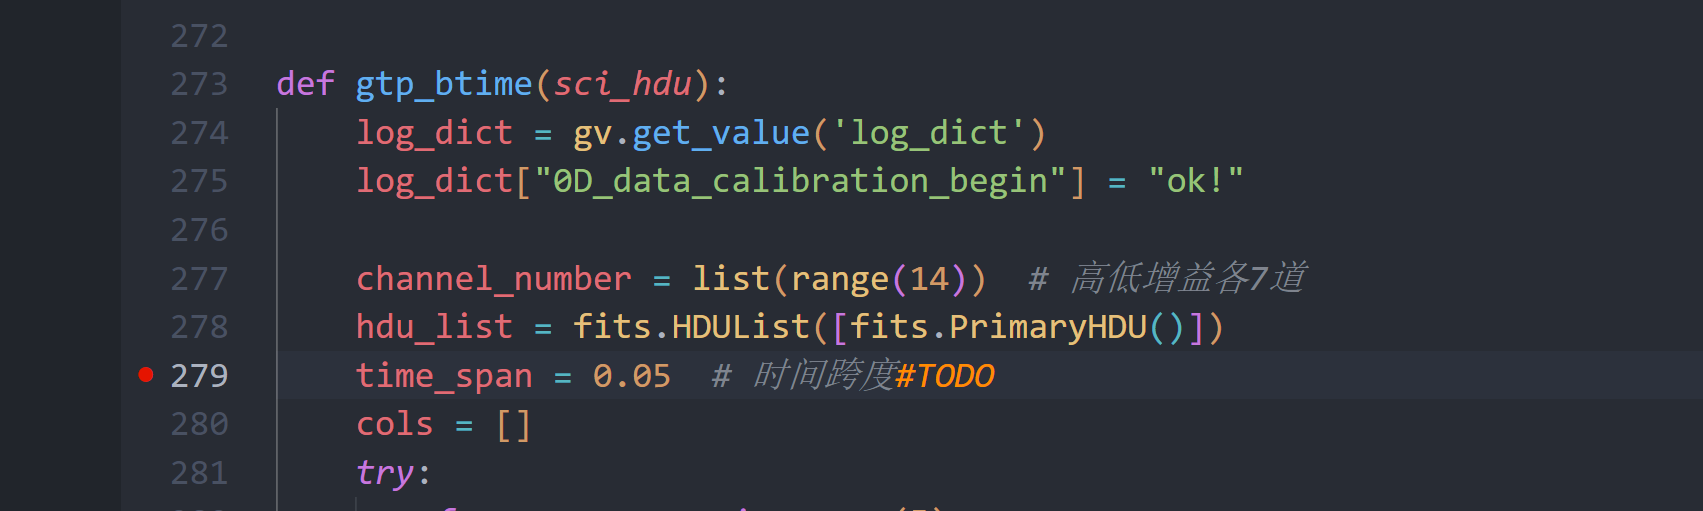 272
273 def gtp_btime(sci_hdu):
274 log_dict = gv.get_value('log_dict')
275 log_dict["0D_data_calibration_begin"] = "ok!"
276
277 channel_number = list(range(14)) # 高低增益各7道
278 hdu_list = fits.HDUList([fits.PrimaryHDU()])
279 time_span = 0.05 # 时间跨度#TODO
280 cols = []
281 try: